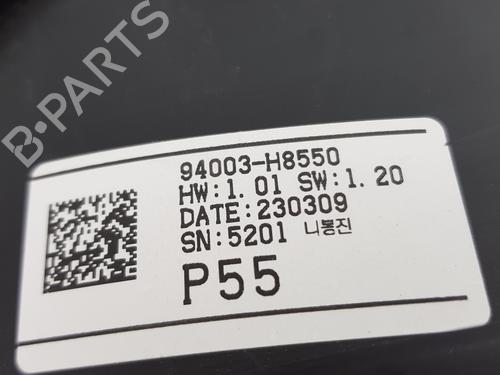 B-PARTS
94003-H8550
HW:1.01 SW:1.20
DATE:230309
SN:5201 니봉진
P55